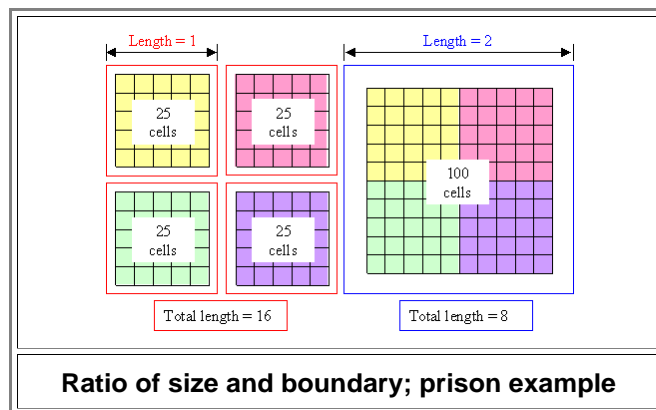 Length = 1
Length = 2
25
cells
25
cells
100
cells
25
cells
25
cells
Total length = 16
Total length = 8
Ratio of size and boundary; prison example